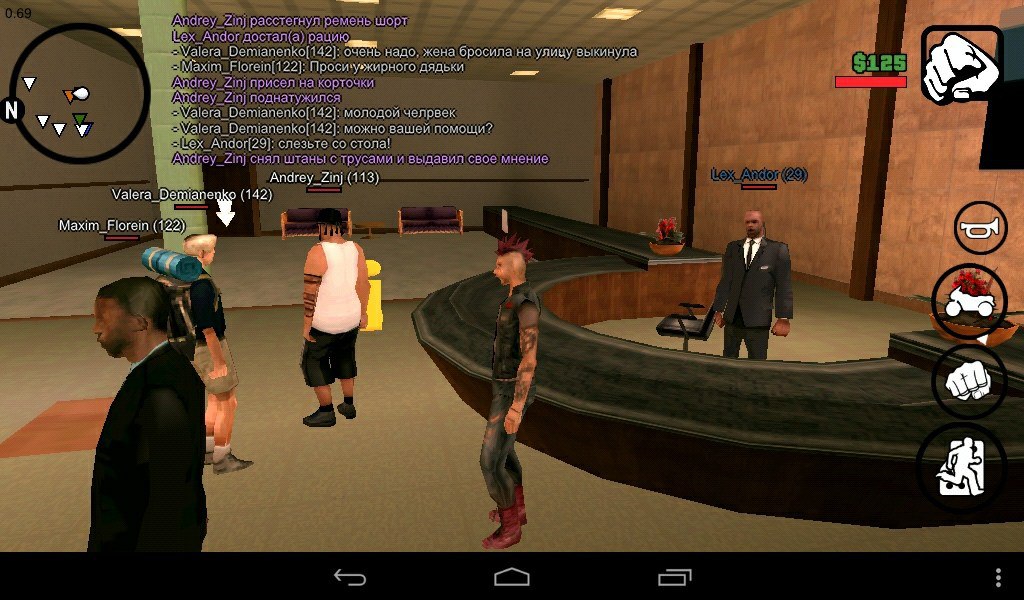 0.69
Andrey_Zinj расстегнул ремень шорт
Lex_Andor достал рацию
- Valera_Demianenko[142]: очень надо, жена бросила на улицу выкинула
- Maxim_Florein[122]: Проси у жирного дядьки
Andrey_Zinj присел на корточки
Andrey_Zinj поднатужился
- Valera_Demianenko[142]: молодой челрвек
- Valera_Demianenko[142]: можно вашей помощи?
- Lex_Andor[29]: слезьте со стола!
Andrey_Zinj снял штаны с трусами и выдавил свое мнение
$125
N
Andrey_Zinj (113)
Lex_Andor (29)
Valera_Demianenko (142)
Maxim_Florein (122)